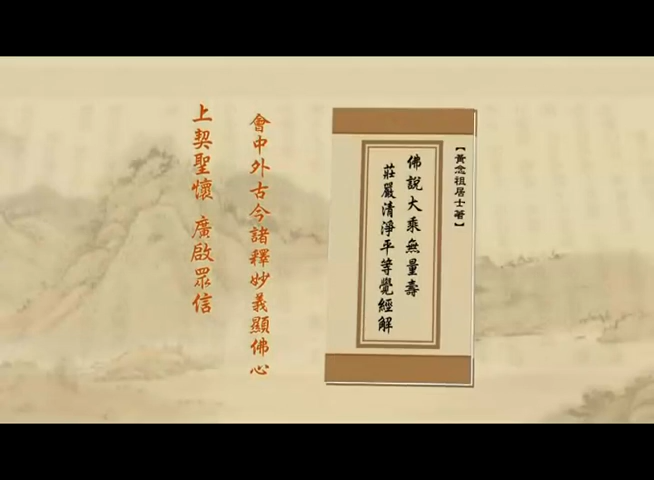 【黃念祖居士著】
佛說大乘無量壽
莊嚴清淨平等覺經解
會中外古今諸釋妙義顯佛心
上契聖懷 廣啟眾信